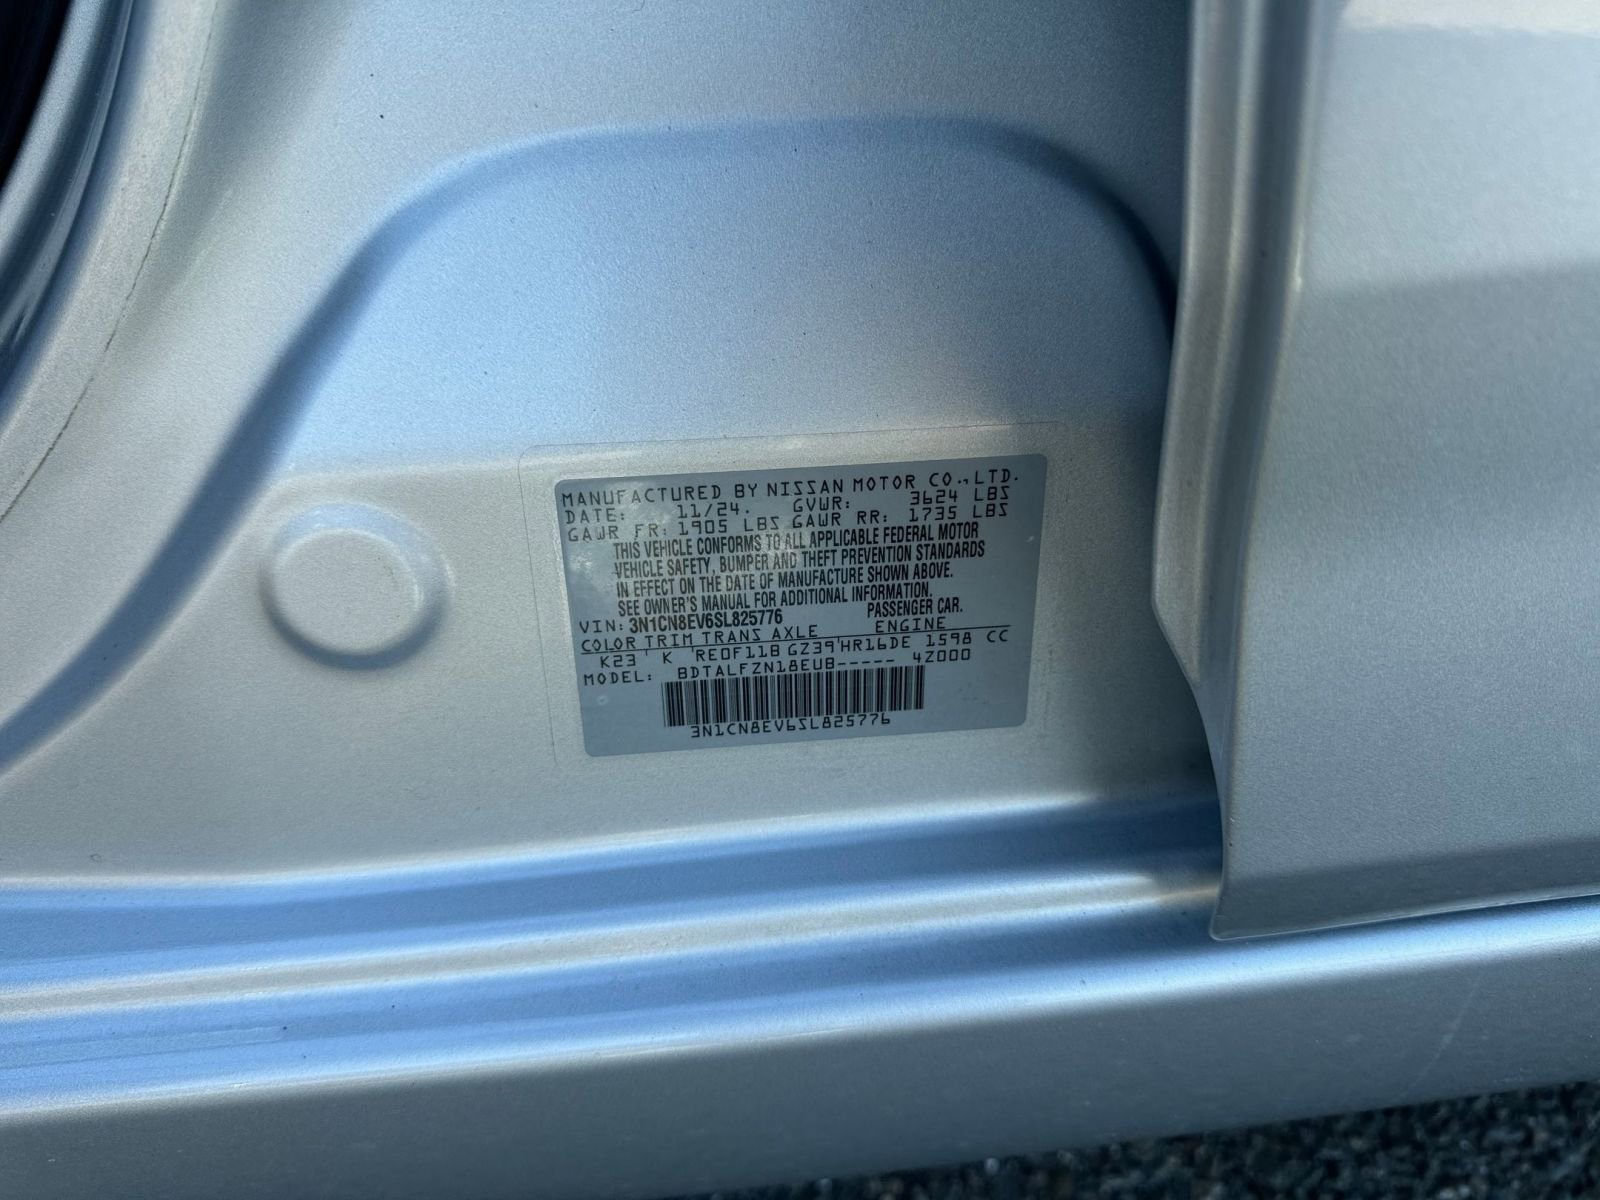 MANUFACTURED BY NISSAN MOTOR CO.,LTD.
DATE: 11/24. GVWR: 3624 LBS
GAWR FR: 1905 LBS GAWR RR: 1735 LBS
THIS VEHICLE CONFORMS TO ALL APPLICABLE FEDERAL MOTOR
VEHICLE SAFETY, BUMPER AND THEFT PREVENTION STANDARDS
IN EFFECT ON THE DATE OF MANUFACTURE SHOWN ABOVE.
SEE OWNER'S MANUAL FOR ADDITIONAL INFORMATION.
VIN: 3N1CN8EV6SL825776 PASSENGER CAR.
COLOR TRIM TRANS AXLE ENGINE
K23 K RE0F11B GZ39 HR16DE 1598 CC
MODEL: BDTALFZN18EUB----- 4Z000
3N1CN8EV6SL825776